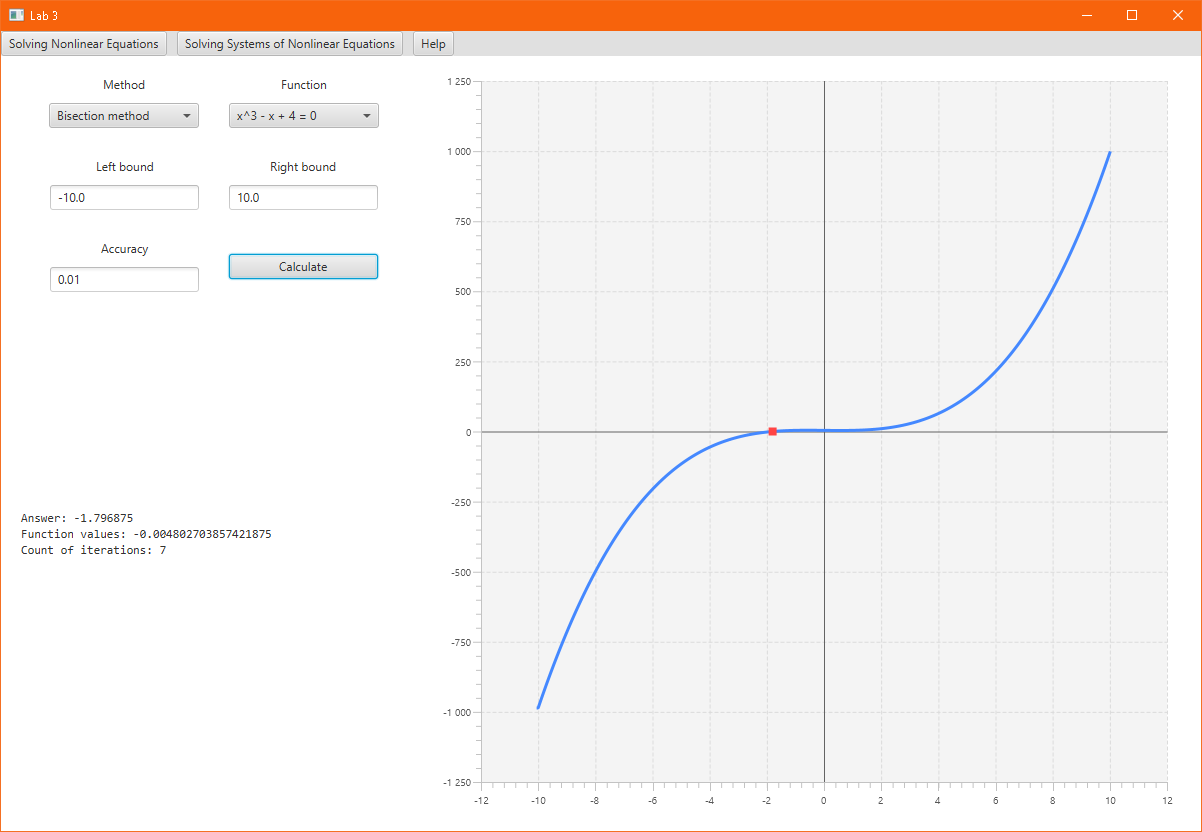 Lab 3
Solving Nonlinear Equations Solving Systems of Nonlinear Equations Help
Method Function
Bisection method x^3 - x + 4 = 0
Left bound Right bound
-10.0 10.0
Accuracy
0.01 Calculate
Answer: -1.796875
Function values: -0.004802703857421875
Count of iterations: 7
1 250
1 000
750
500
250
0
-250
-500
-750
-1 000
-1 250
-12 -10 -8 -6 -4 -2 0 2 4 6 8 10 12